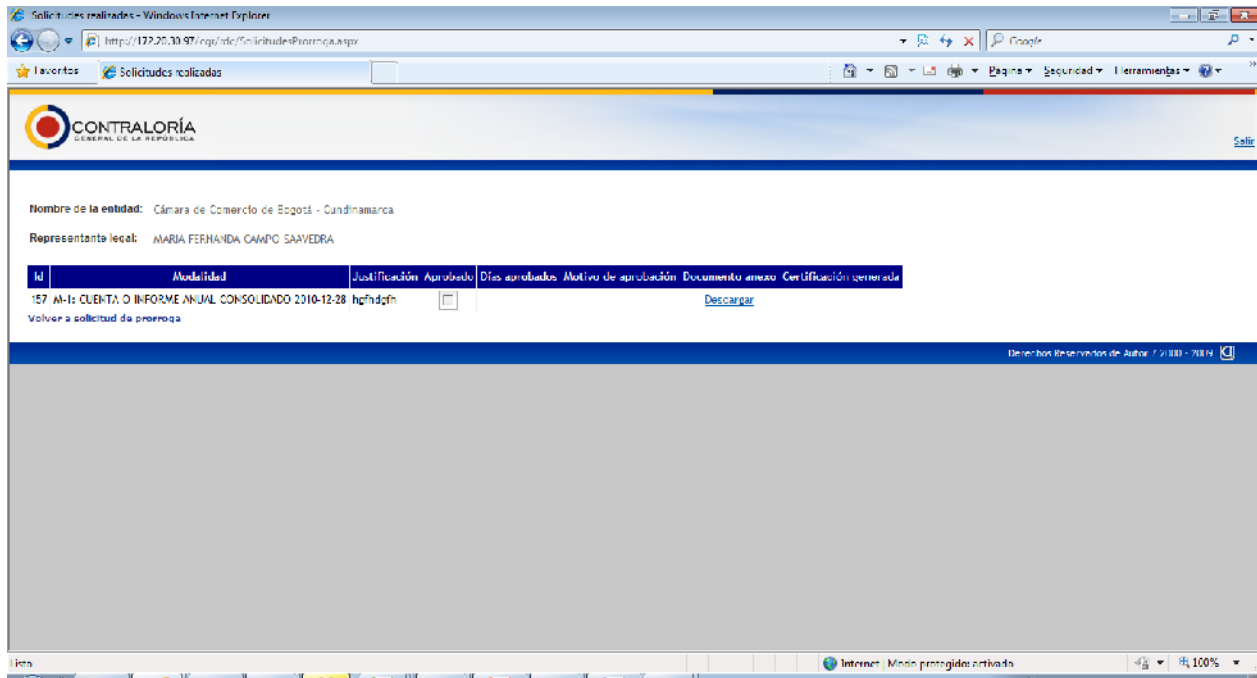 Solicitudes realizadas - Windows Internet Explorer
http://172.20.30.97/cgr/rdc/SolicitudesProrroga.aspx
Google
Favoritos
Solicitudes realizadas
Página
Seguridad
Herramientas
CONTRALORÍA
GENERAL DE LA REPÚBLICA
Salir
Nombre de la entidad: Cámara de Comercio de Bogotá - Cundinamarca
Representante legal: MARIA FERNANDA CAMPO SAAVEDRA
Id Modalidad Justificación Aprobado Días aprobados Motivo de aprobación Documento anexo Certificación generada
157 M-1: CUENTA O INFORME ANUAL CONSOLIDADO 2010-12-28 hgfhdgfh Descargar
Volver a solicitud de prorroga
Derechos Reservados de Autor / 2000 - 2009
Listo
Internet | Modo protegido: activado
100%